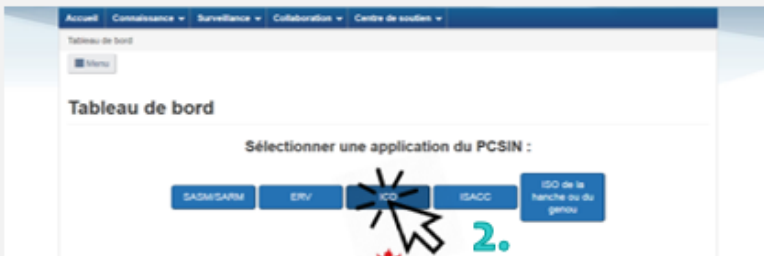 Accueil Connaissance Surveillance Collaboration Centre de soutien
Tableau de bord
Menu
Tableau de bord
Sélectionner une application du PCSIN :
SASM/SARM ERV ICD ISACC ISO de la
hanche ou du
genou
2.